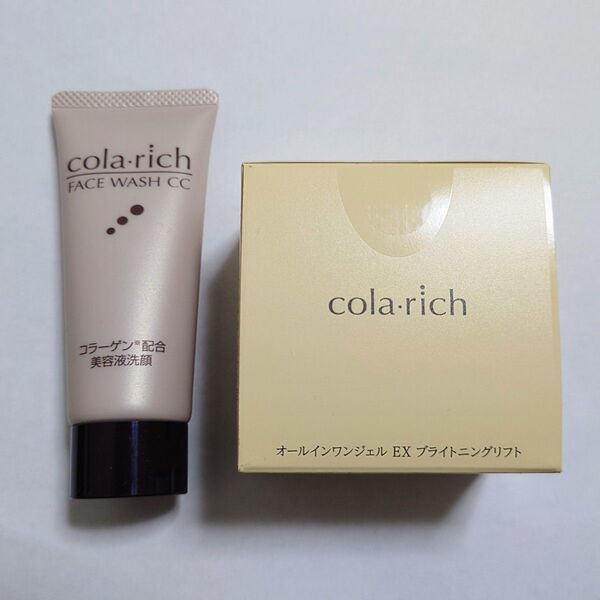 cola·rich
FACE WASH CC
コラーゲン※配合
美容液洗顔
cola·rich
オールインワンジェル EX ブライトニングリフト